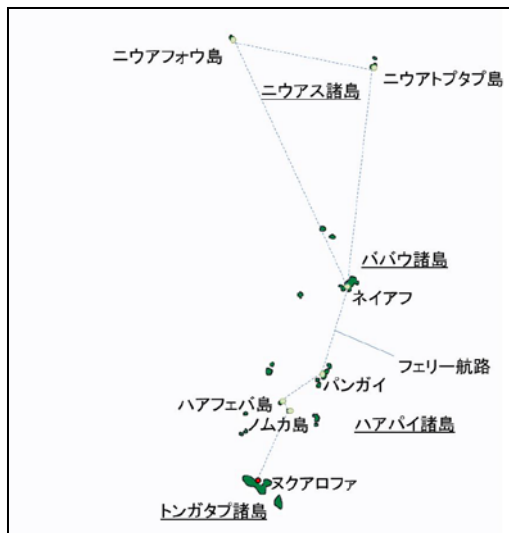 ニウアフォウ島
ニウアトプタプ島
ニウアス諸島
ババウ諸島
ネイアフ
フェリー航路
パンガイ
ハアフェバ島
ノムカ島
ハアパイ諸島
ヌクアロファ
トンガタプ諸島